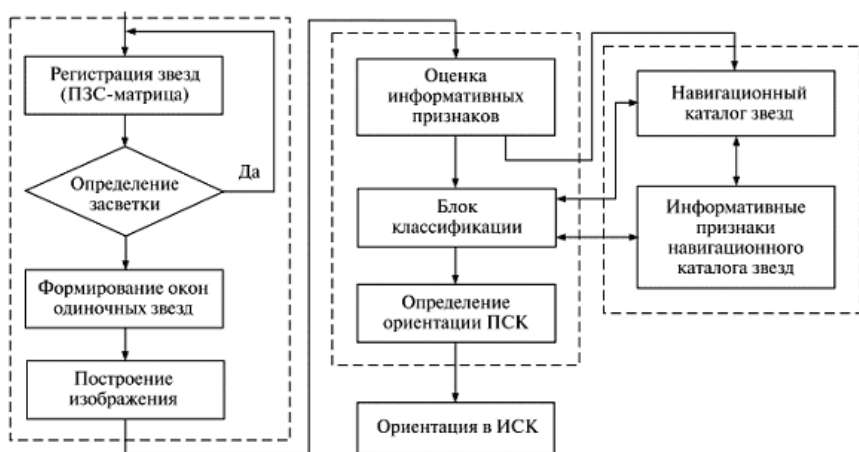 Регистрация звезд
(ПЗС-матрица)
Да
Определение
засветки
Формирование окон
одиночных звезд
Построение
изображения
Оценка
информативных
признаков
Блок
классификации
Определение
ориентации ПСК
Ориентация в ИСК
Навигационный
каталог звезд
Информативные
признаки
навигационного
каталога звезд